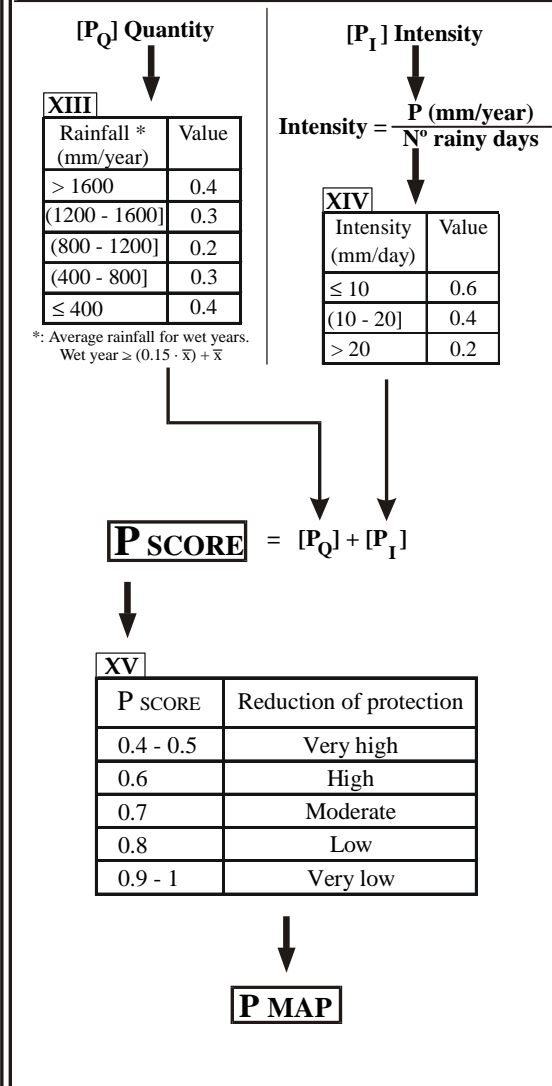 [PQ] Quantity
XIII
Rainfall * (mm/year) Value
> 1600 0.4
(1200 - 1600] 0.3
(800 - 1200] 0.2
(400 - 800] 0.3
≤ 400 0.4
*: Average rainfall for wet years.
Wet year ≥ (0.15 · x̅) + x̅
[PI] Intensity
Intensity = P (mm/year) / Nº rainy days
XIV
Intensity (mm/day) Value
≤ 10 0.6
(10 - 20] 0.4
> 20 0.2
P SCORE = [PQ] + [PI]
XV
P SCORE Reduction of protection
0.4 - 0.5 Very high
0.6 High
0.7 Moderate
0.8 Low
0.9 - 1 Very low
P MAP